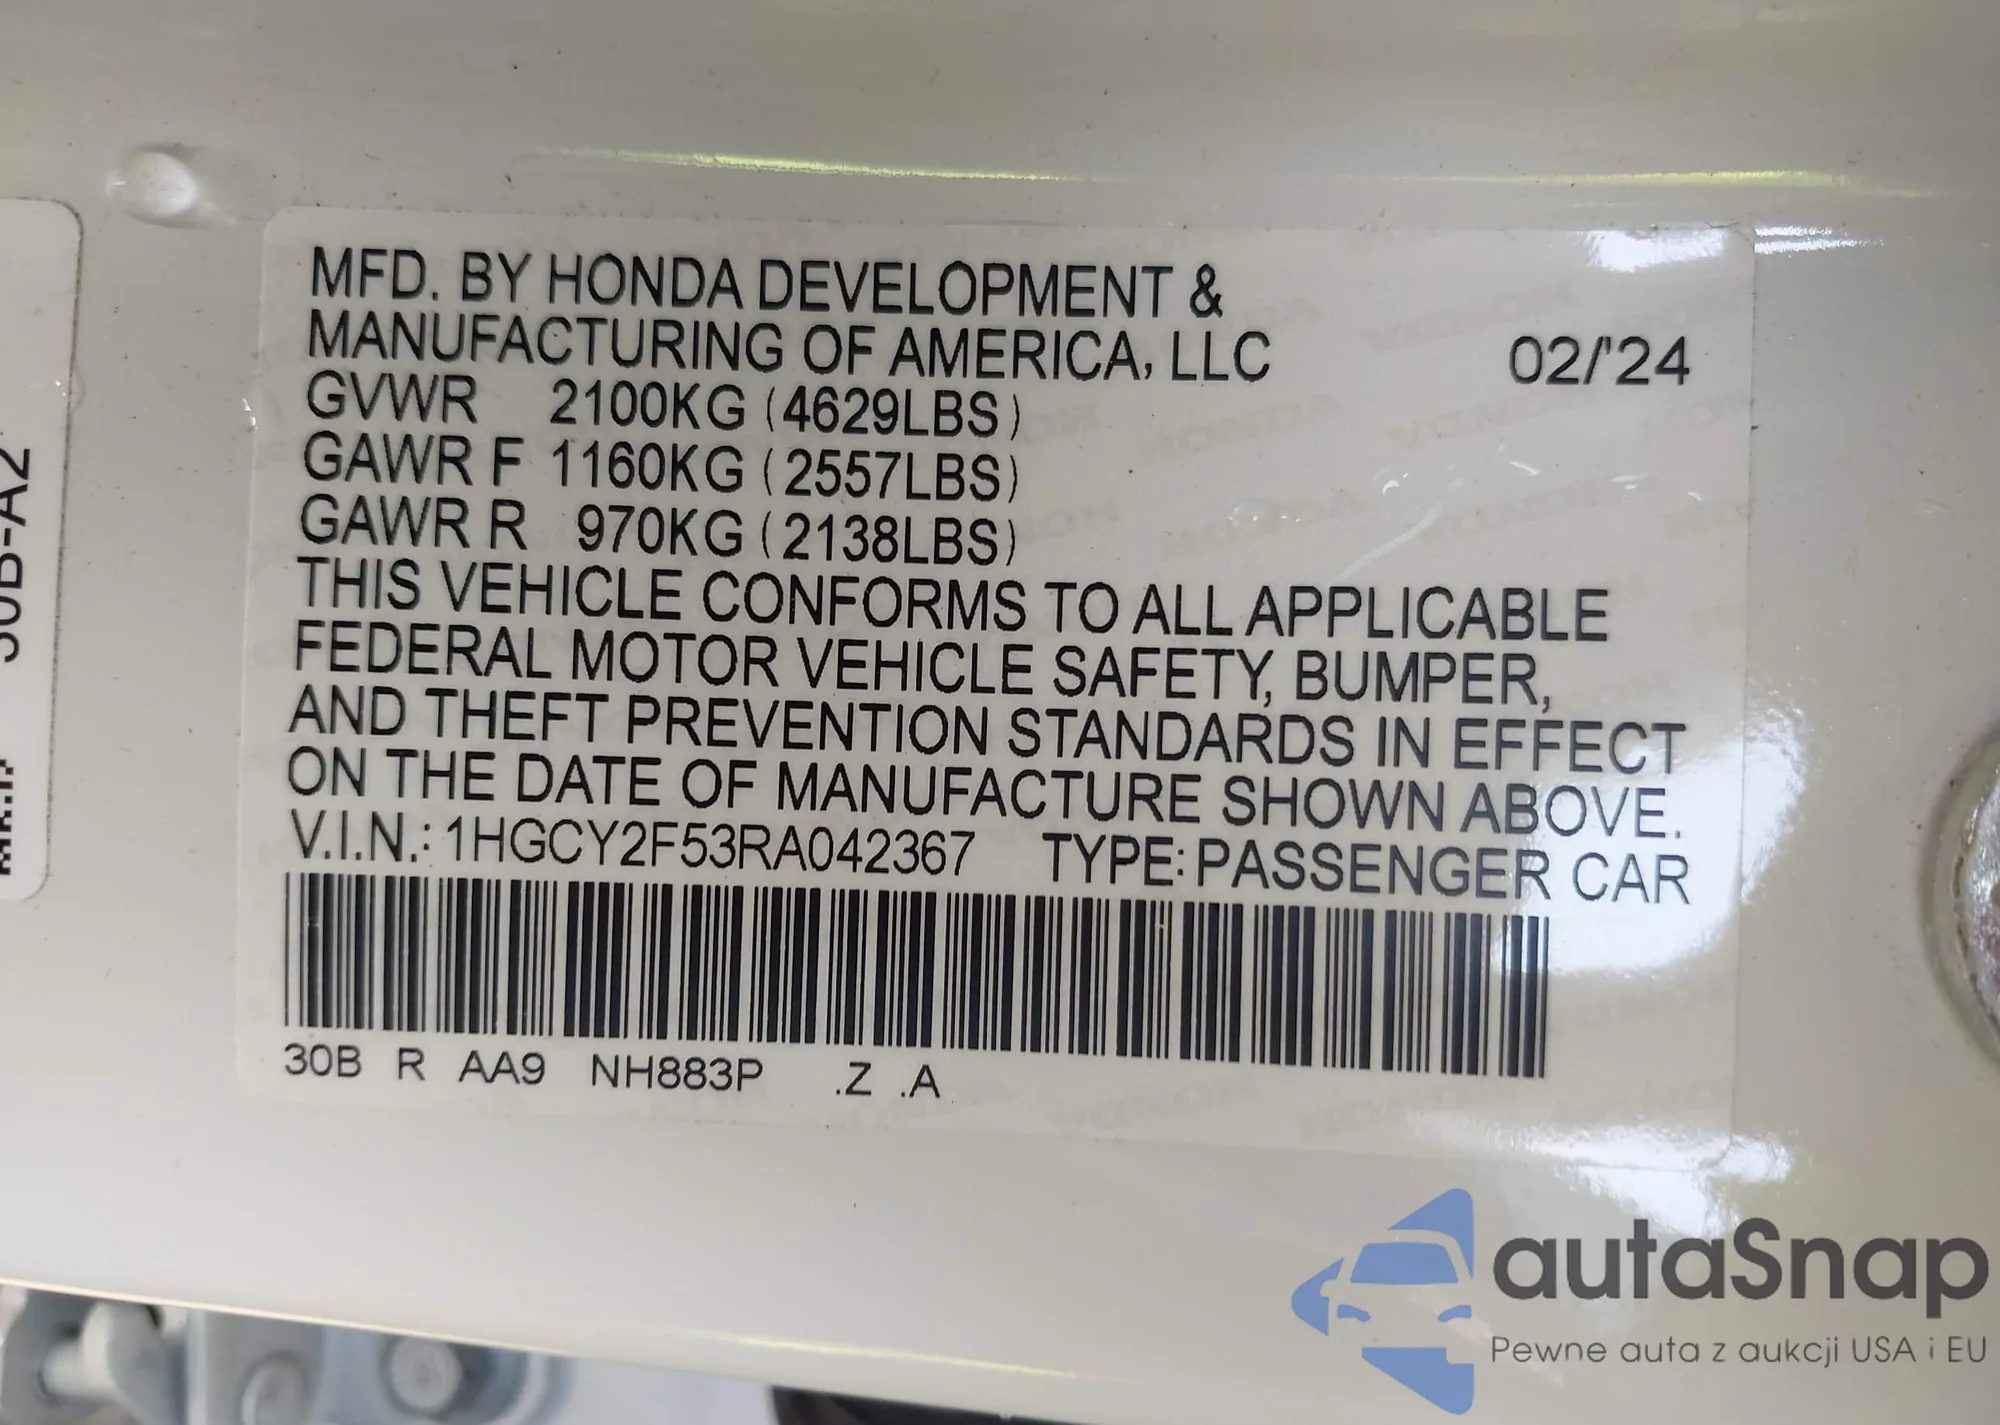 MFD. BY HONDA DEVELOPMENT &
MANUFACTURING OF AMERICA, LLC 02/'24
GVWR 2100KG (4629LBS)
GAWR F 1160KG (2557LBS)
GAWR R 970KG (2138LBS)
THIS VEHICLE CONFORMS TO ALL APPLICABLE
FEDERAL MOTOR VEHICLE SAFETY, BUMPER,
AND THEFT PREVENTION STANDARDS IN EFFECT
ON THE DATE OF MANUFACTURE SHOWN ABOVE.
V.I.N.: 1HGCY2F53RA042367 TYPE: PASSENGER CAR
30B R AA9 NH883P .Z .A
30B-A2
autaSnap
Pewne auta z aukcji USA i EU